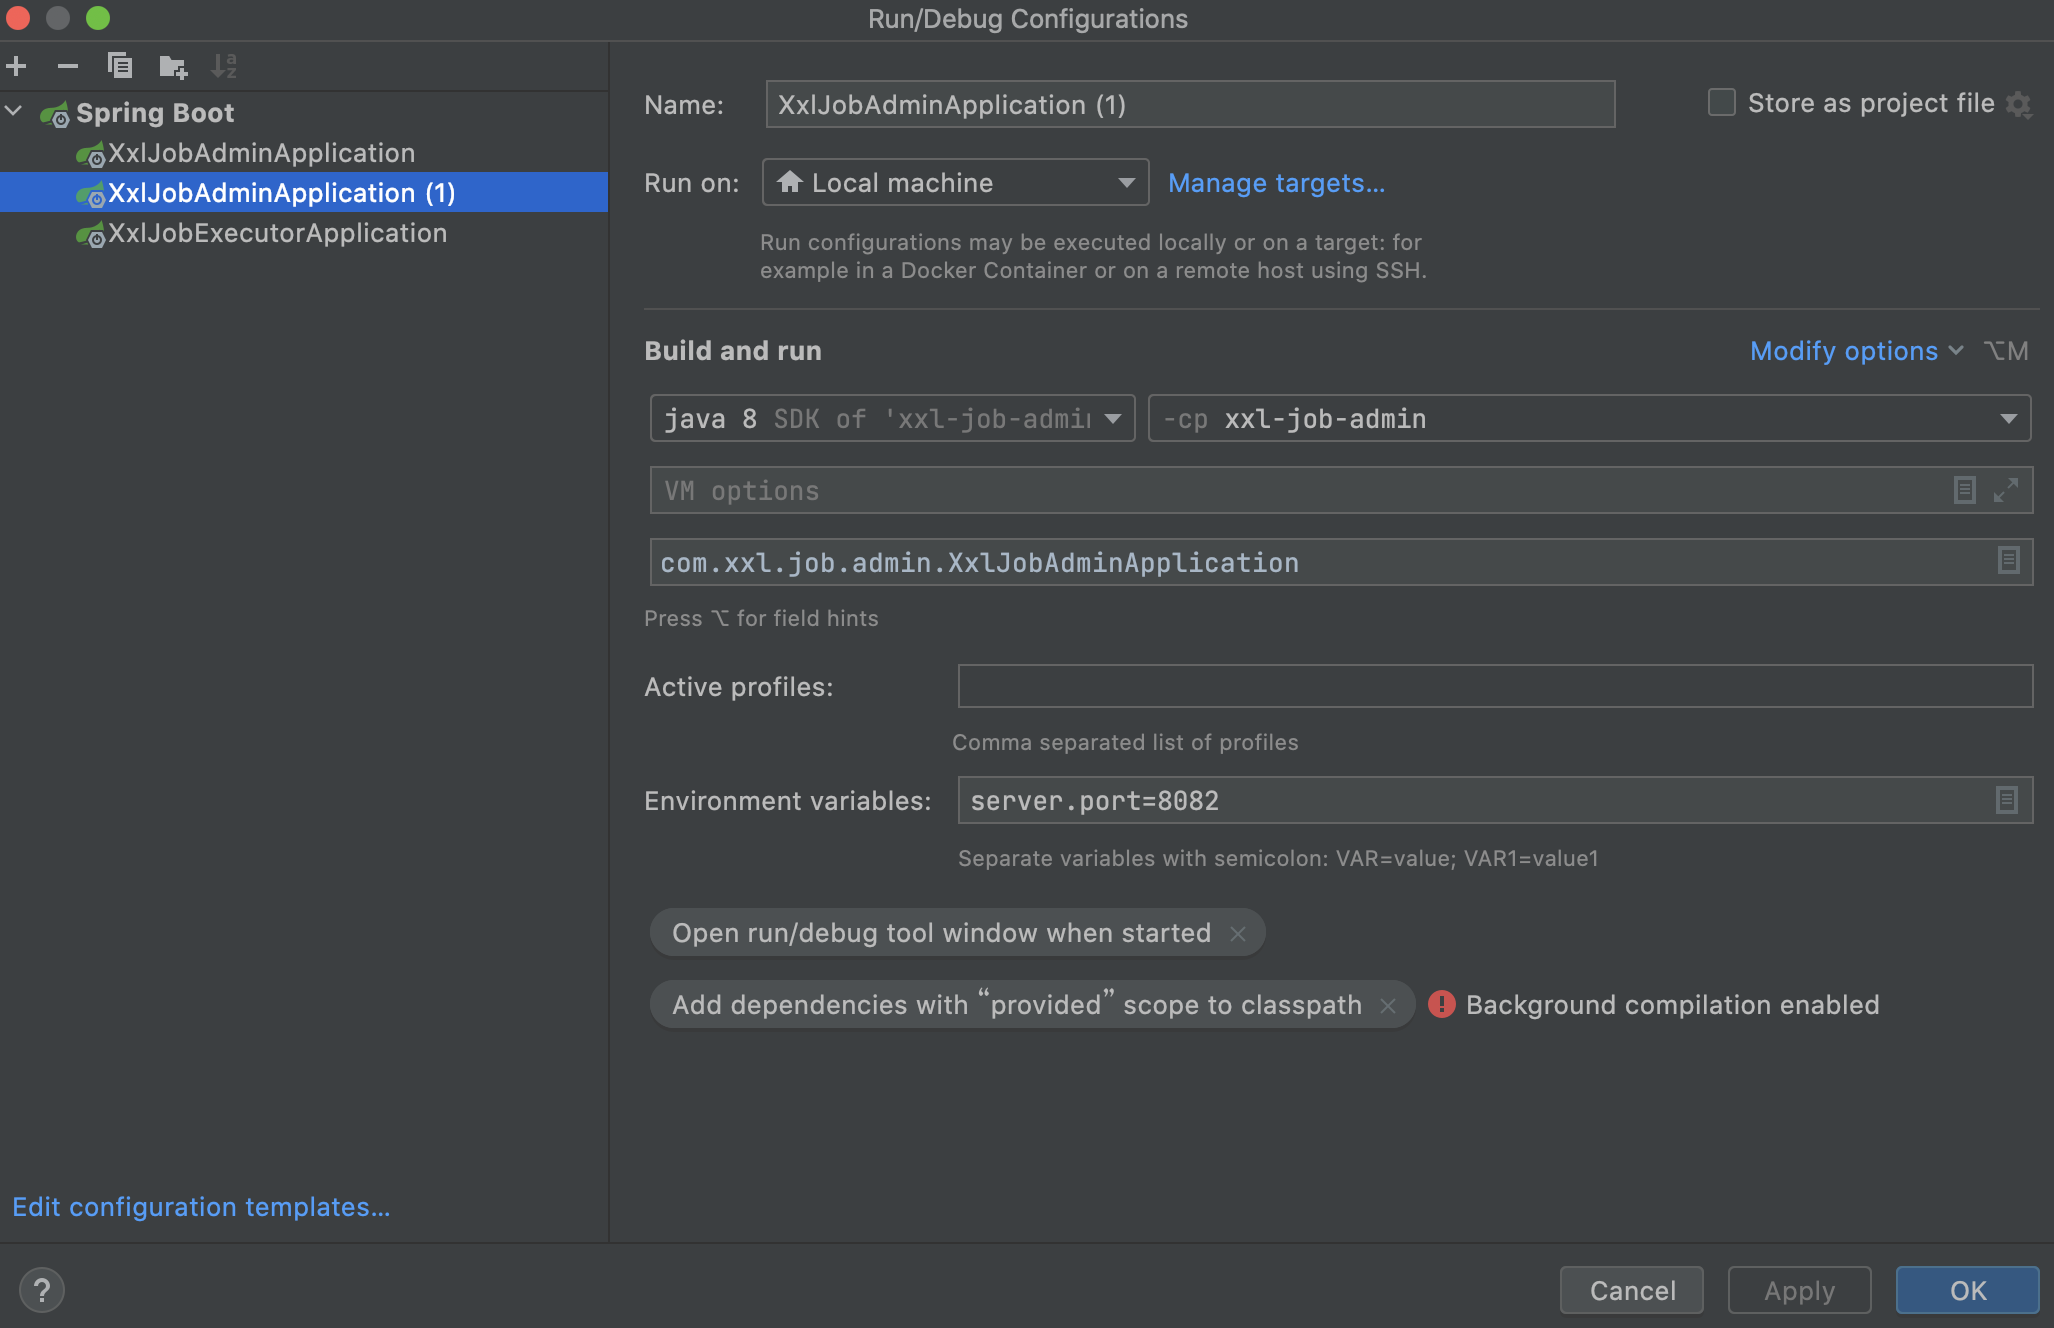 Run/Debug Configurations
Spring Boot
XxlJobAdminApplication
XxlJobAdminApplication (1)
XxlJobExecutorApplication
Edit configuration templates...
Name: XxlJobAdminApplication (1)
Store as project file
Run on: Local machine Manage targets...
Run configurations may be executed locally or on a target: for
example in a Docker Container or on a remote host using SSH.
Build and run
Modify options ⌥M
java 8 SDK of 'xxl-job-admin
-cp xxl-job-admin
VM options
com.xxl.job.admin.XxlJobAdminApplication
Press ⌥ for field hints
Active profiles:
Comma separated list of profiles
Environment variables: server.port=8082
Separate variables with semicolon: VAR=value; VAR1=value1
Open run/debug tool window when started
Add dependencies with “provided” scope to classpath
Background compilation enabled
? Cancel Apply OK